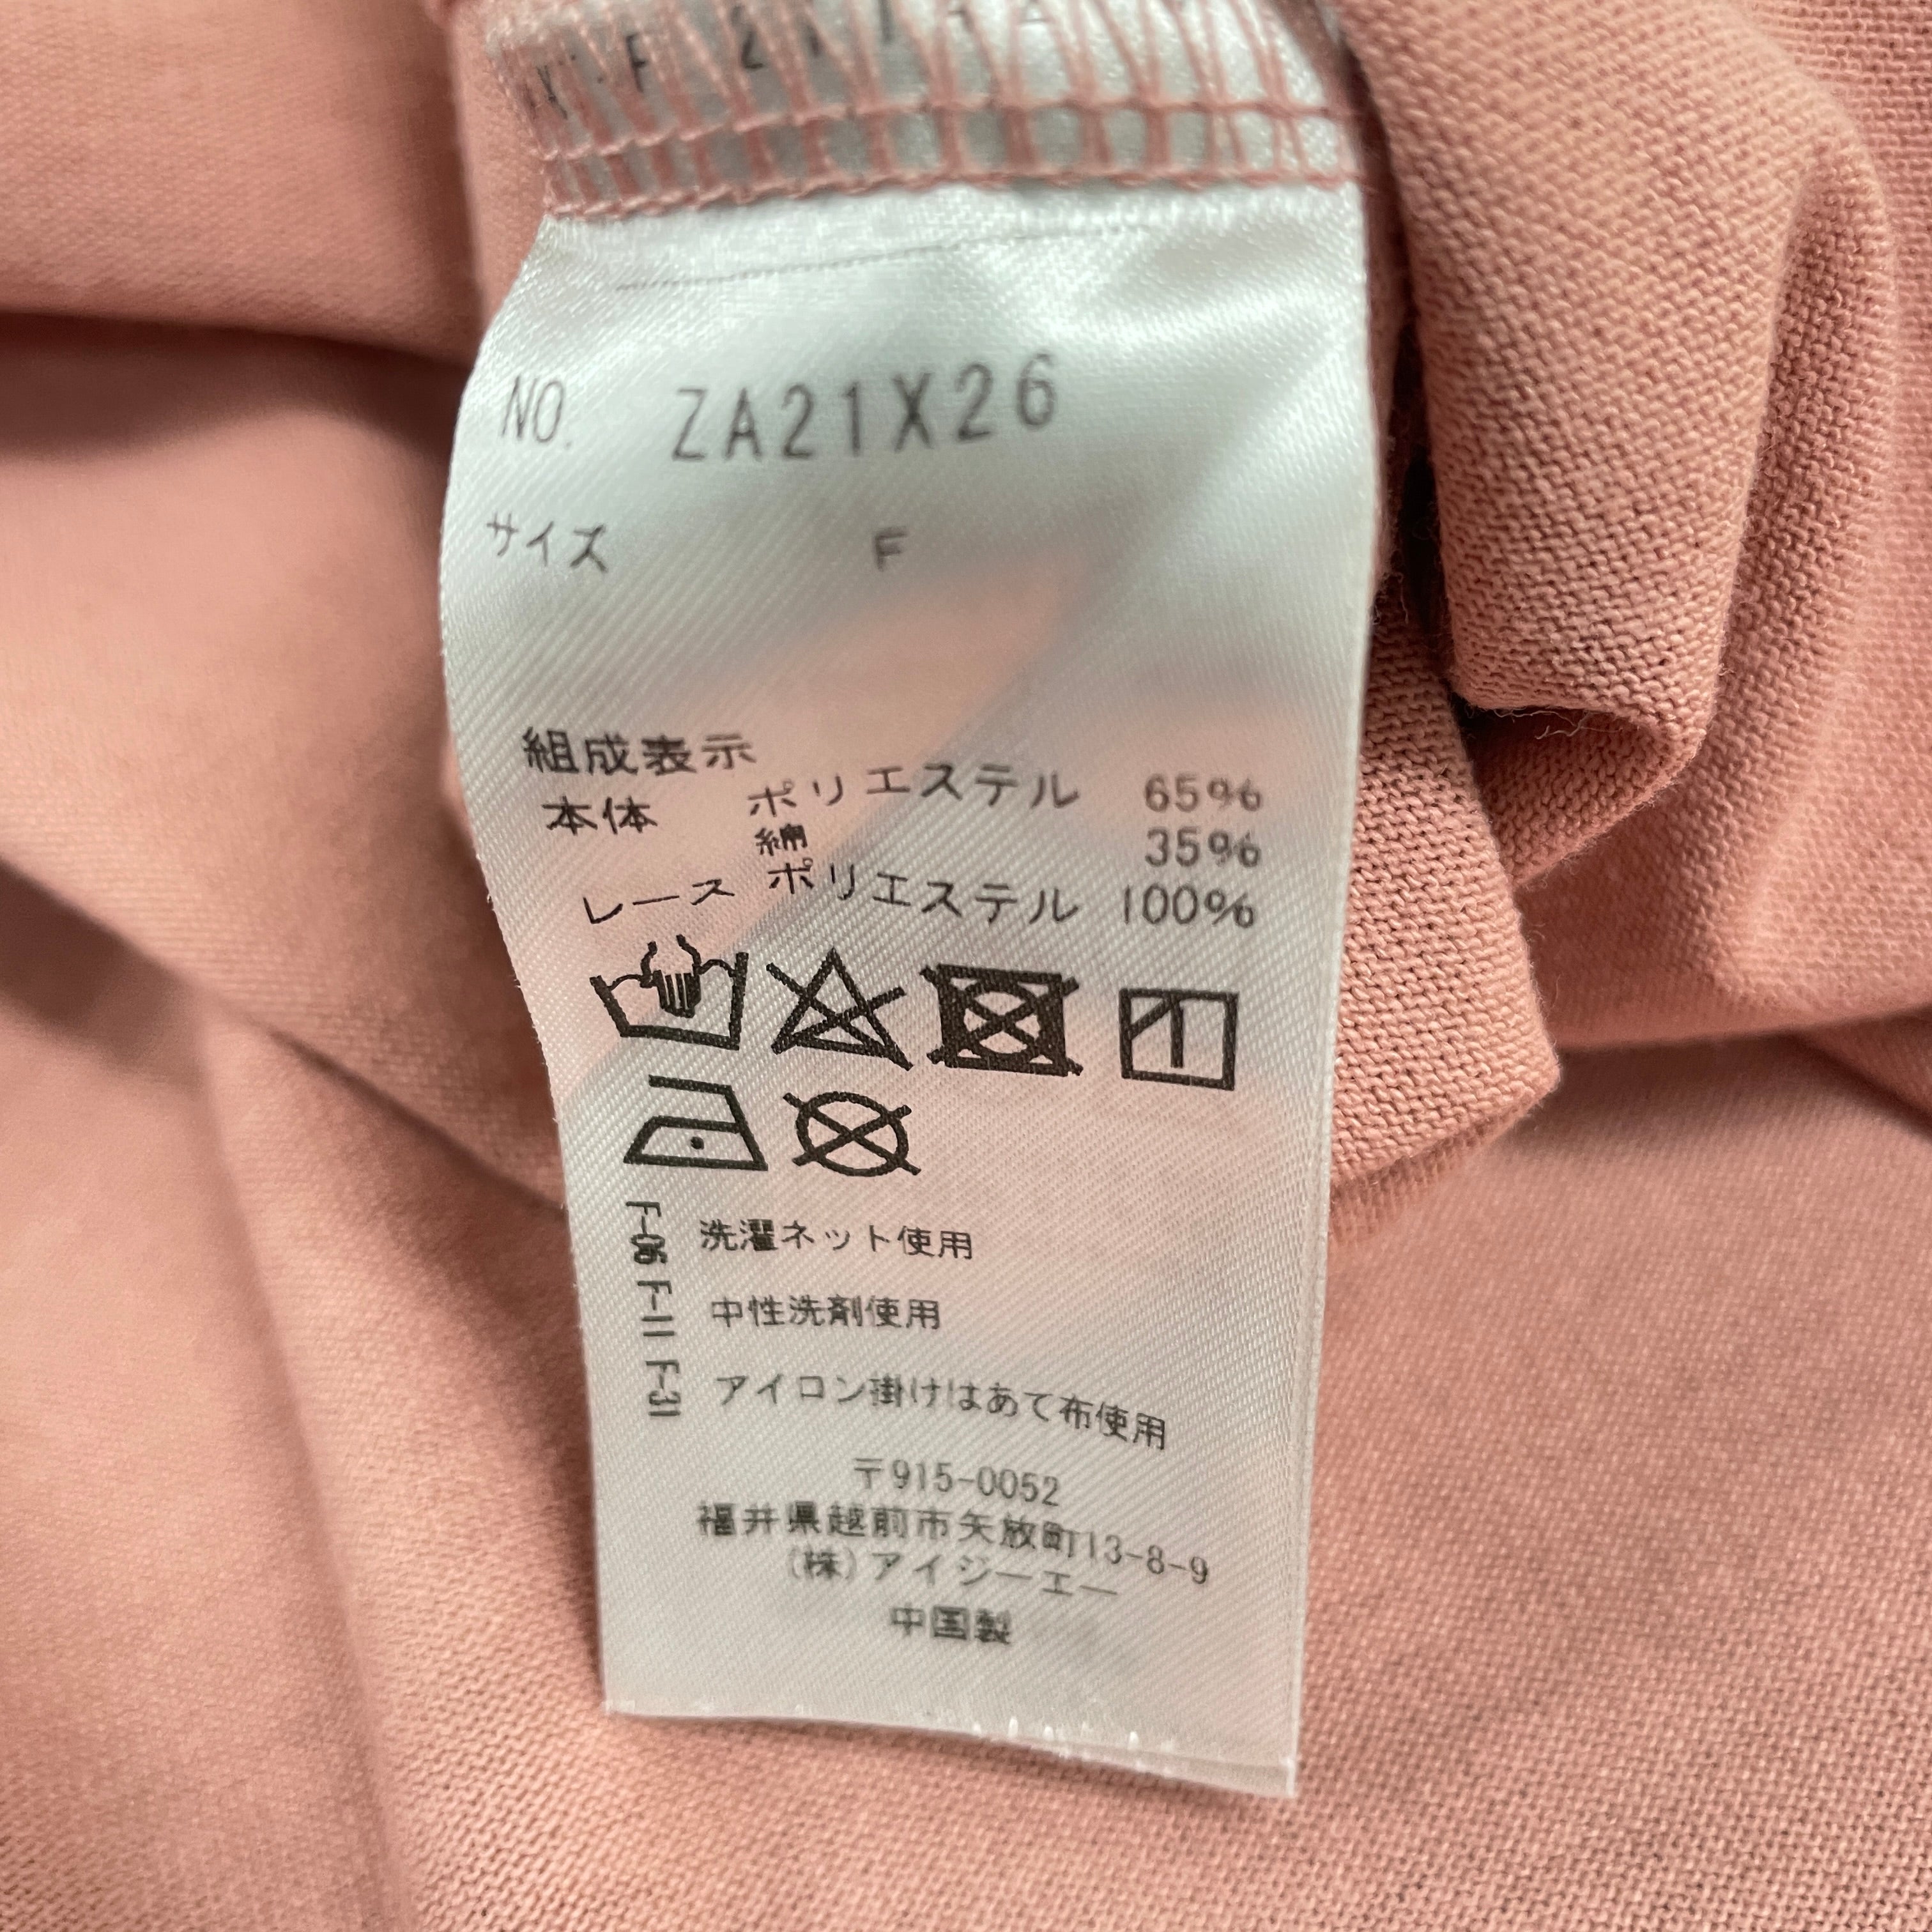 NO. ZA21X26
サイズ F
組成表示
本体 ポリエステル 65%
綿 35%
レース ポリエステル 100%
洗濯ネット使用
中性洗剤使用
アイロン掛けはあて布使用
F-06 F-11 F-31
〒915-0052
福井県越前市矢放町13-8-9
(株)アイジーエー
中国製